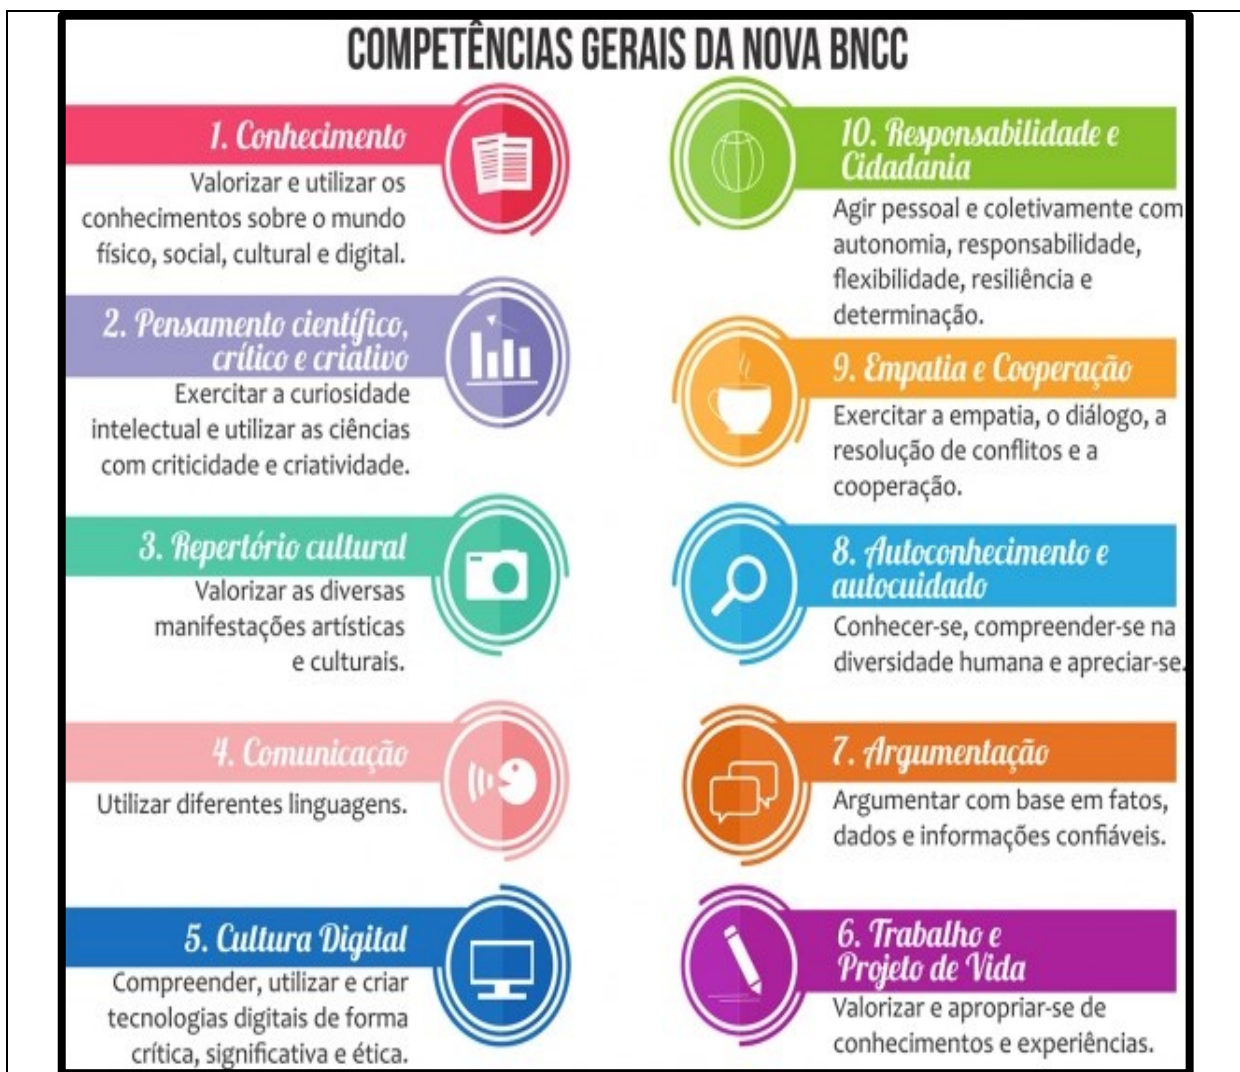 COMPETÊNCIAS GERAIS DA NOVA BNCC
1. Conhecimento
Valorizar e utilizar os
conhecimentos sobre o mundo
físico, social, cultural e digital.
2. Pensamento científico,
crítico e criativo
Exercitar a curiosidade
intelectual e utilizar as ciências
com criticidade e criatividade.
3. Repertório cultural
Valorizar as diversas
manifestações artísticas
e culturais.
4. Comunicação
Utilizar diferentes linguagens.
5. Cultura Digital
Compreender, utilizar e criar
tecnologias digitais de forma
crítica, significativa e ética.
10. Responsabilidade e
Cidadania
Agir pessoal e coletivamente com
autonomia, responsabilidade,
flexibilidade, resiliência e
determinação.
9. Empatia e Cooperação
Exercitar a empatia, o diálogo, a
resolução de conflitos e a
cooperação.
8. Autoconhecimento e
autocuidado
Conhecer-se, compreender-se na
diversidade humana e apreciar-se.
7. Argumentação
Argumentar com base em fatos,
dados e informações confiáveis.
6. Trabalho e
Projeto de Vida
Valorizar e apropriar-se de
conhecimentos e experiências.